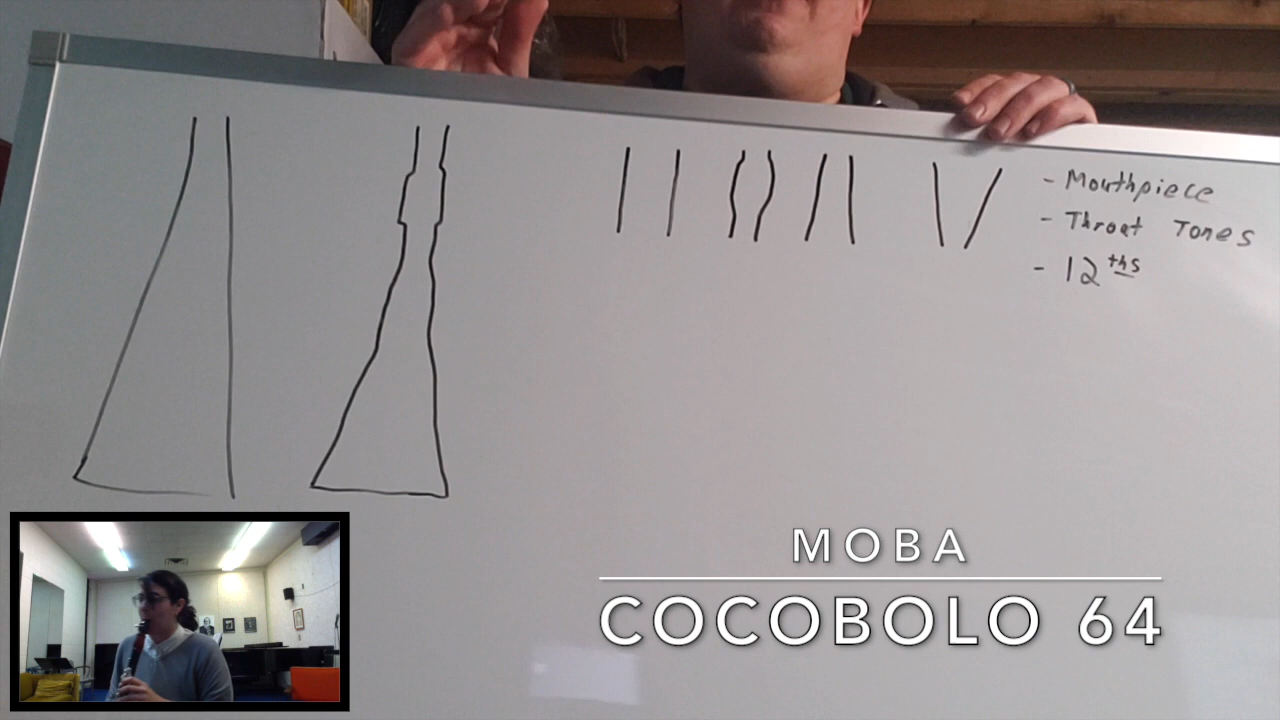 - Mouthpiece
- Throat Tones
- 12ths
MOBA
COCOBOLO 64